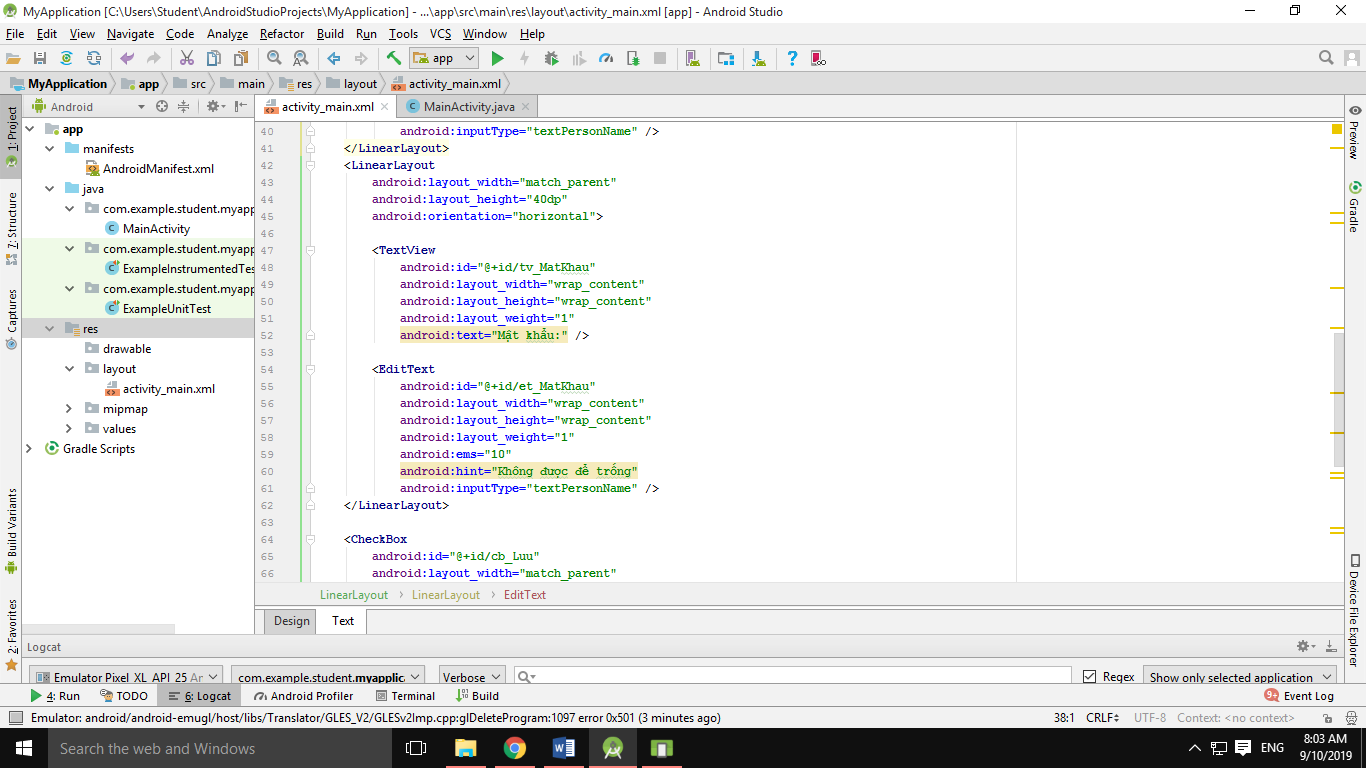 MyApplication [C:\Users\Student\AndroidStudioProjects\MyApplication] - ...\app\src\main\res\layout\activity_main.xml [app] - Android Studio
File Edit View Navigate Code Analyze Refactor Build Run Tools VCS Window Help
app
MyApplication app src main res layout activity_main.xml
Android
activity_main.xml MainActivity.java
1: Project
7: Structure
Captures
Build Variants
2: Favorites
app
manifests
AndroidManifest.xml
java
com.example.student.myapp
MainActivity
com.example.student.myapp
ExampleInstrumentedTes
com.example.student.myapp
ExampleUnitTest
res
drawable
layout
activity_main.xml
mipmap
values
Gradle Scripts
40 android:inputType="textPersonName" />
41 </LinearLayout>
42 <LinearLayout
43 android:layout_width="match_parent"
44 android:layout_height="40dp"
45 android:orientation="horizontal">
46
47 <TextView
48 android:id="@+id/tv_MatKhau"
49 android:layout_width="wrap_content"
50 android:layout_height="wrap_content"
51 android:layout_weight="1"
52 android:text="Mật khẩu:" />
53
54 <EditText
55 android:id="@+id/et_MatKhau"
56 android:layout_width="wrap_content"
57 android:layout_height="wrap_content"
58 android:layout_weight="1"
59 android:ems="10"
60 android:hint="Không được để trống"
61 android:inputType="textPersonName" />
62 </LinearLayout>
63
64 <CheckBox
65 android:id="@+id/cb_Luu"
66 android:layout_width="match_parent"
LinearLayout LinearLayout EditText
Design Text
Preview
Gradle
Device File Explorer
Logcat
Emulator Pixel_XL_API_25 An com.example.student.myapplica Verbose Regex Show only selected application
4: Run TODO 6: Logcat Android Profiler Terminal Build 9+ Event Log
Emulator: android/android-emugl/host/libs/Translator/GLES_V2/GLESv2Imp.cpp:glDeleteProgram:1097 error 0x501 (3 minutes ago) 38:1 CRLF UTF-8 Context: <no context>
Search the web and Windows
ENG
8:03 AM
9/10/2019